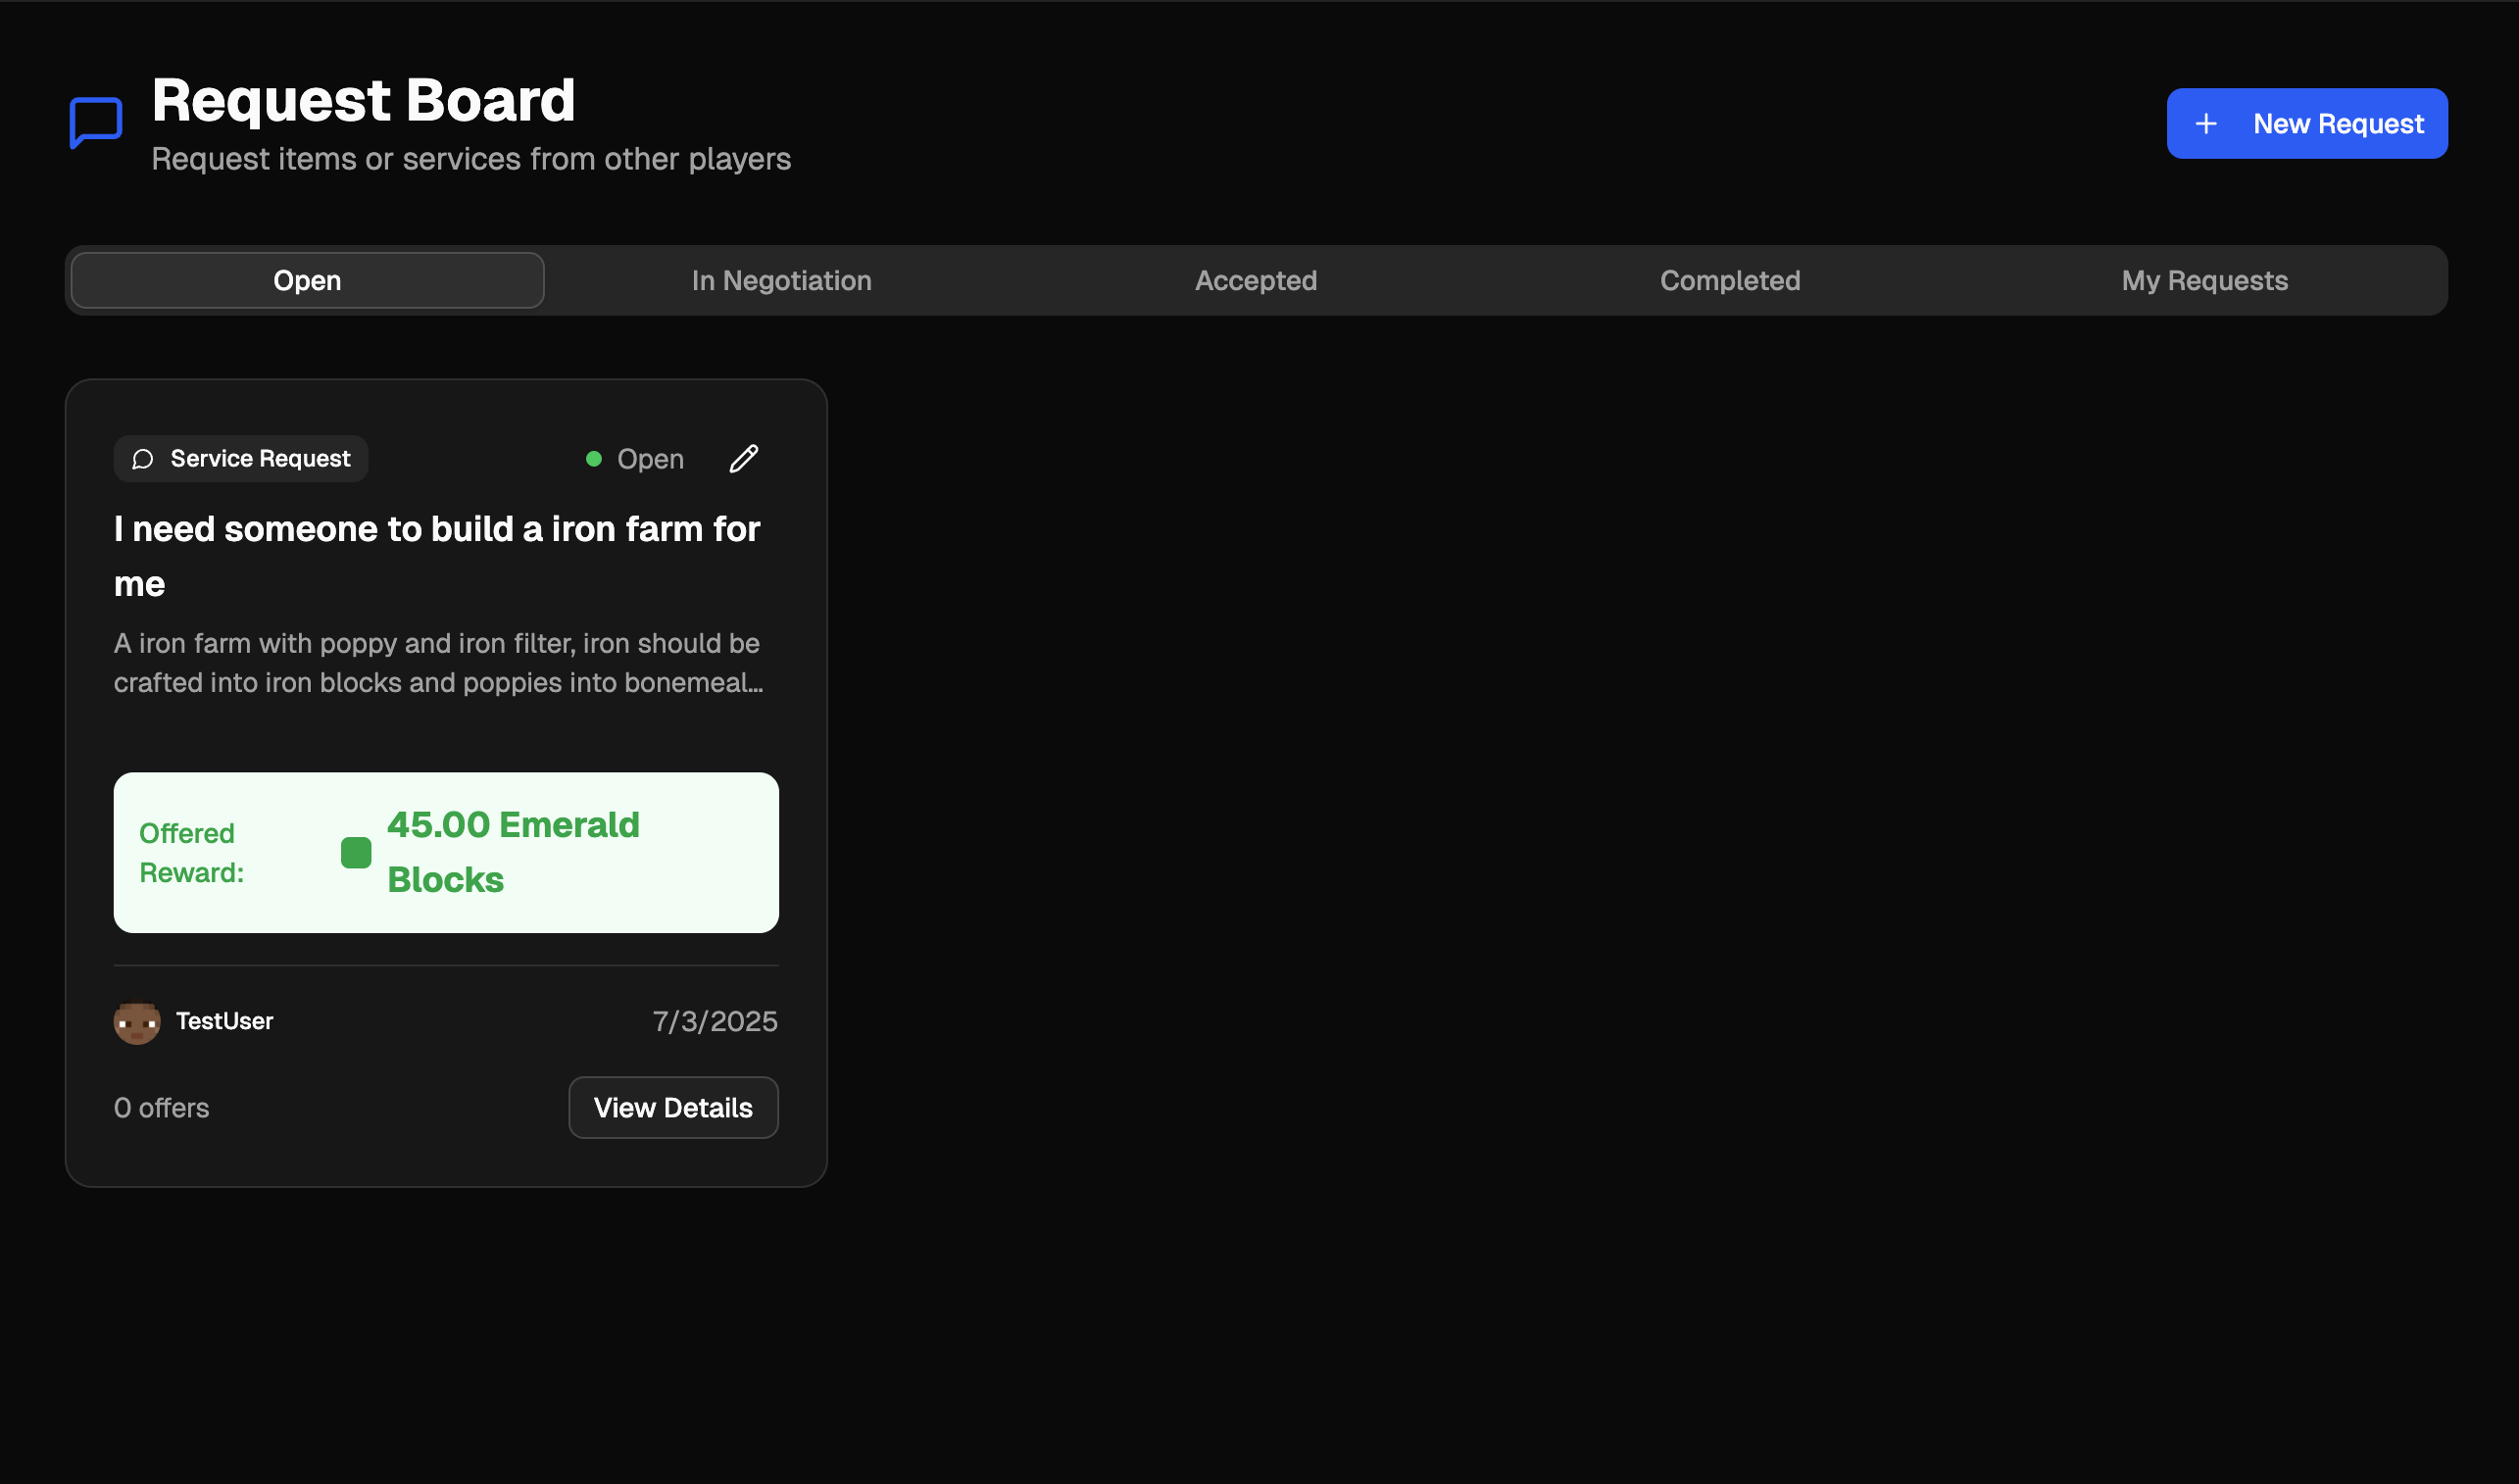 Request Board
Request items or services from other players
New Request
Open
In Negotiation
Accepted
Completed
My Requests
Service Request
Open
I need someone to build a iron farm for
me
A iron farm with poppy and iron filter, iron should be
crafted into iron blocks and poppies into bonemeal...
Offered
Reward:
45.00 Emerald
Blocks
TestUser
7/3/2025
0 offers
View Details